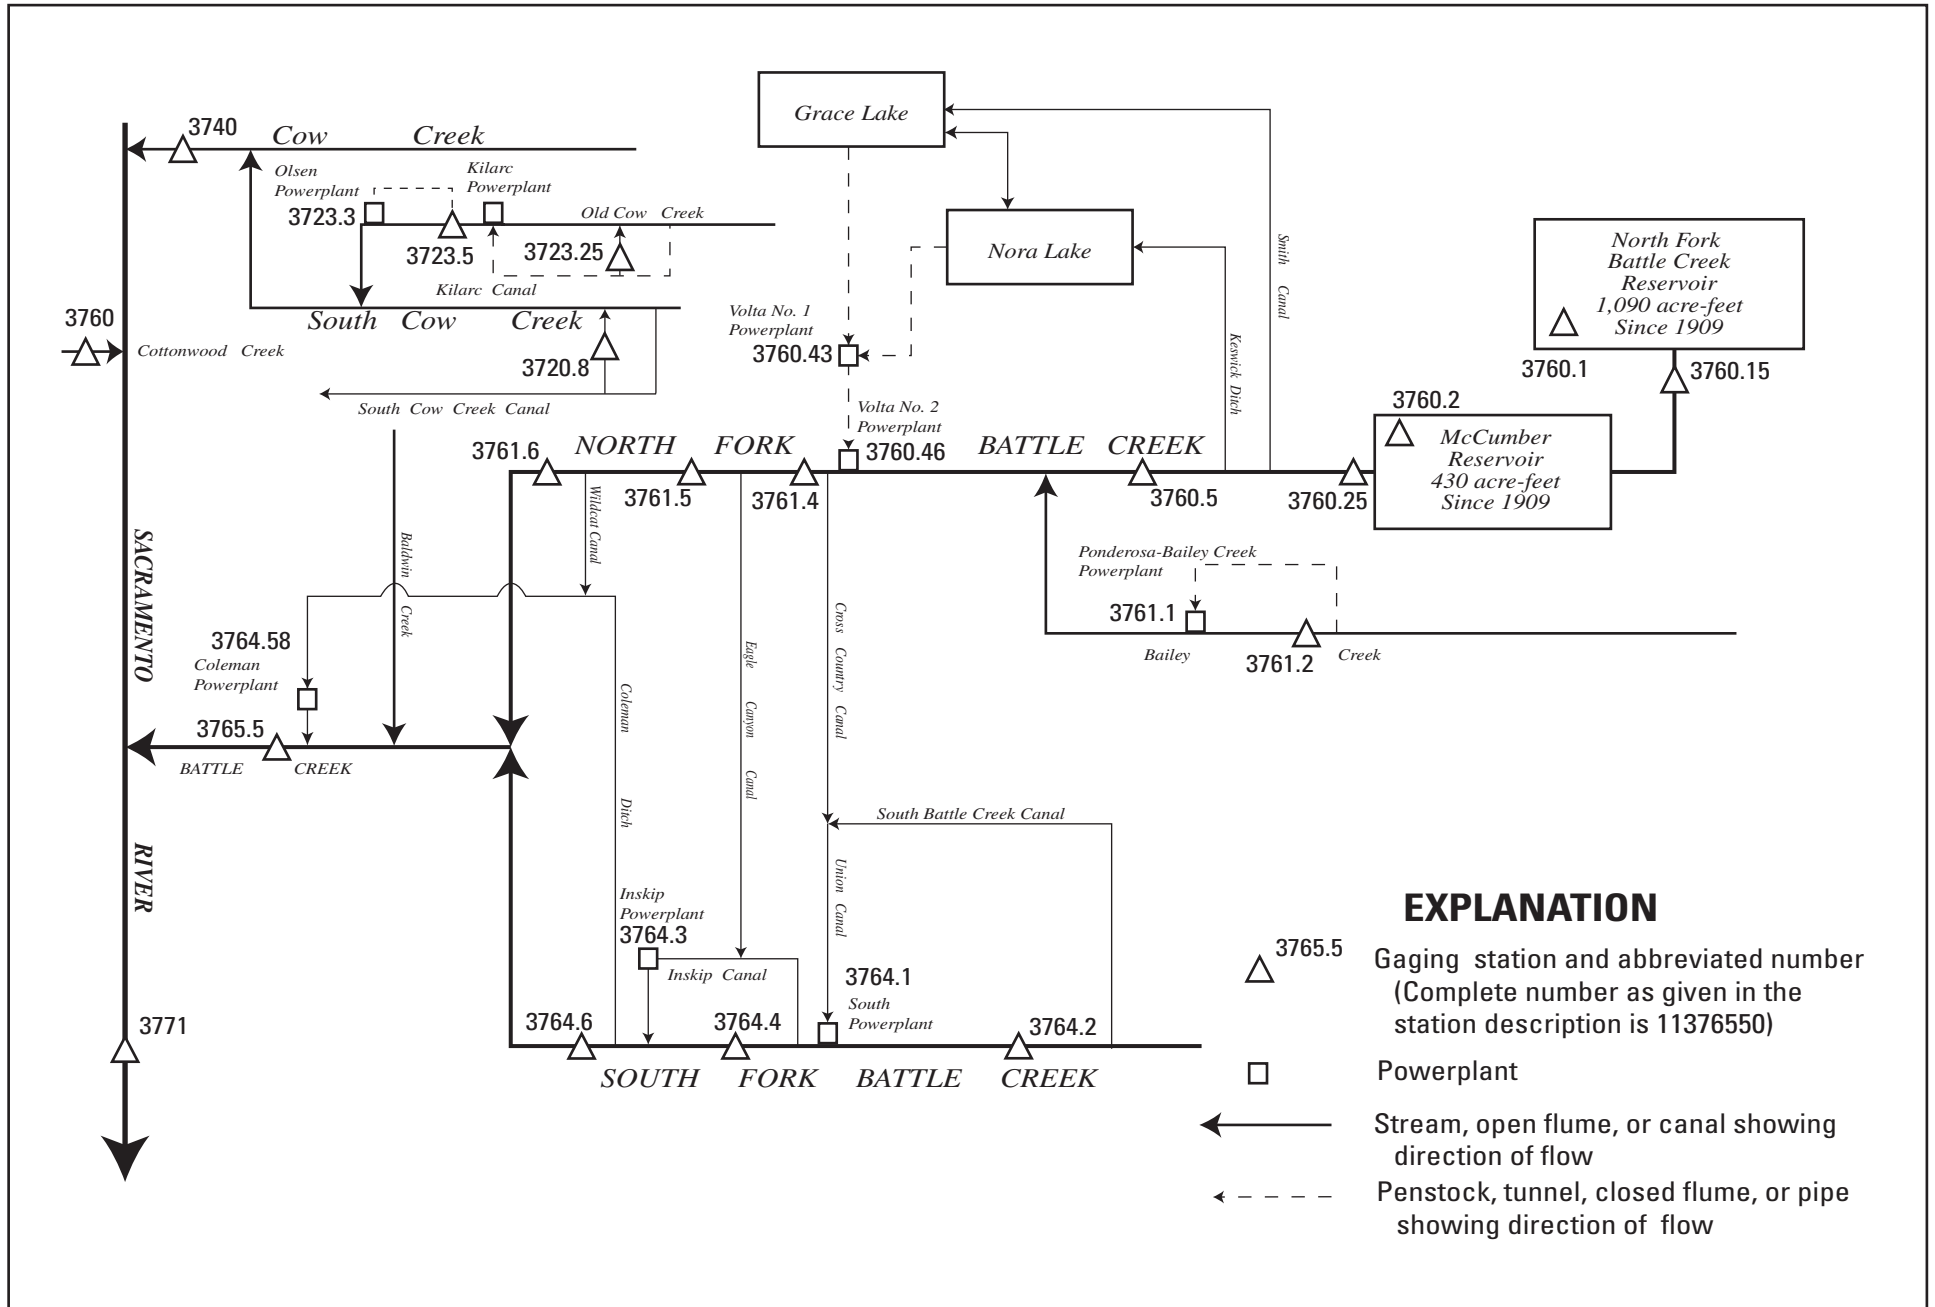 3740
Cow Creek
Olsen
Powerplant
3723.3
Kilarc
Powerplant
Old Cow Creek
3723.5
3723.25
Kilarc Canal
South Cow Creek
3760
Cottonwood Creek
3720.8
South Cow Creek Canal
Grace Lake
Nora Lake
Smith Canal
Keswick Ditch
Volta No. 1
Powerplant
3760.43
Volta No. 2
Powerplant
3760.46
North Fork
Battle Creek
Reservoir
1,090 acre-feet
Since 1909
3760.1
3760.15
3760.2
McCumber
Reservoir
430 acre-feet
Since 1909
3761.6
NORTH FORK BATTLE CREEK
3761.5
3761.4
3760.5
3760.25
Wildcat Canal
Baldwin Creek
SACRAMENTO RIVER
Ponderosa-Bailey Creek
Powerplant
3761.1
Bailey Creek
3761.2
Cross Country Canal
Eagle Canyon Canal
Coleman Ditch
3764.58
Coleman
Powerplant
3765.5
BATTLE CREEK
South Battle Creek Canal
Union Canal
Inskip
Powerplant
3764.3
Inskip Canal
3764.1
South
Powerplant
3764.6
3764.4
3764.2
SOUTH FORK BATTLE CREEK
3771
EXPLANATION
3765.5
Gaging station and abbreviated number
(Complete number as given in the
station description is 11376550)
Powerplant
Stream, open flume, or canal showing
direction of flow
Penstock, tunnel, closed flume, or pipe
showing direction of flow